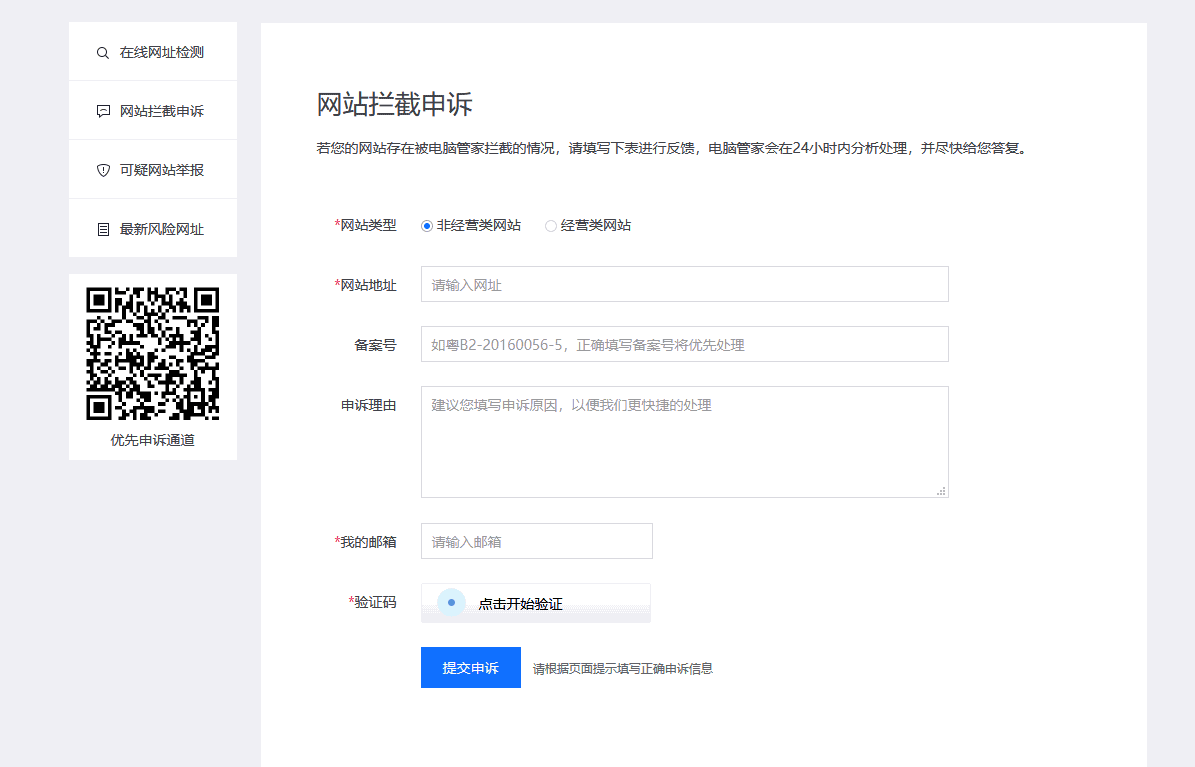 在线网址检测
网站拦截申诉
可疑网站举报
最新风险网址
优先申诉通道
网站拦截申诉
若您的网站存在被电脑管家拦截的情况，请填写下表进行反馈，电脑管家会在24小时内分析处理，并尽快给您答复。
*网站类型 非经营类网站 经营类网站
*网站地址 请输入网址
备案号 如粤B2-20160056-5，正确填写备案号将优先处理
申诉理由 建议您填写申诉原因，以便我们更快捷的处理
*我的邮箱 请输入邮箱
*验证码 点击开始验证
提交申诉 请根据页面提示填写正确申诉信息